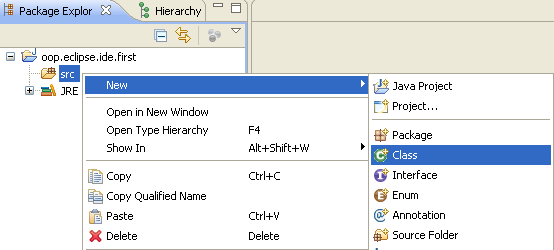 Package Explor
Hierarchy
oop.eclipse.ide.first
src
JRE
New
Open in New Window
Open Type Hierarchy F4
Show In Alt+Shift+W
Copy Ctrl+C
Copy Qualified Name
Paste Ctrl+V
Delete Delete
Java Project
Project...
Package
Class
Interface
Enum
Annotation
Source Folder